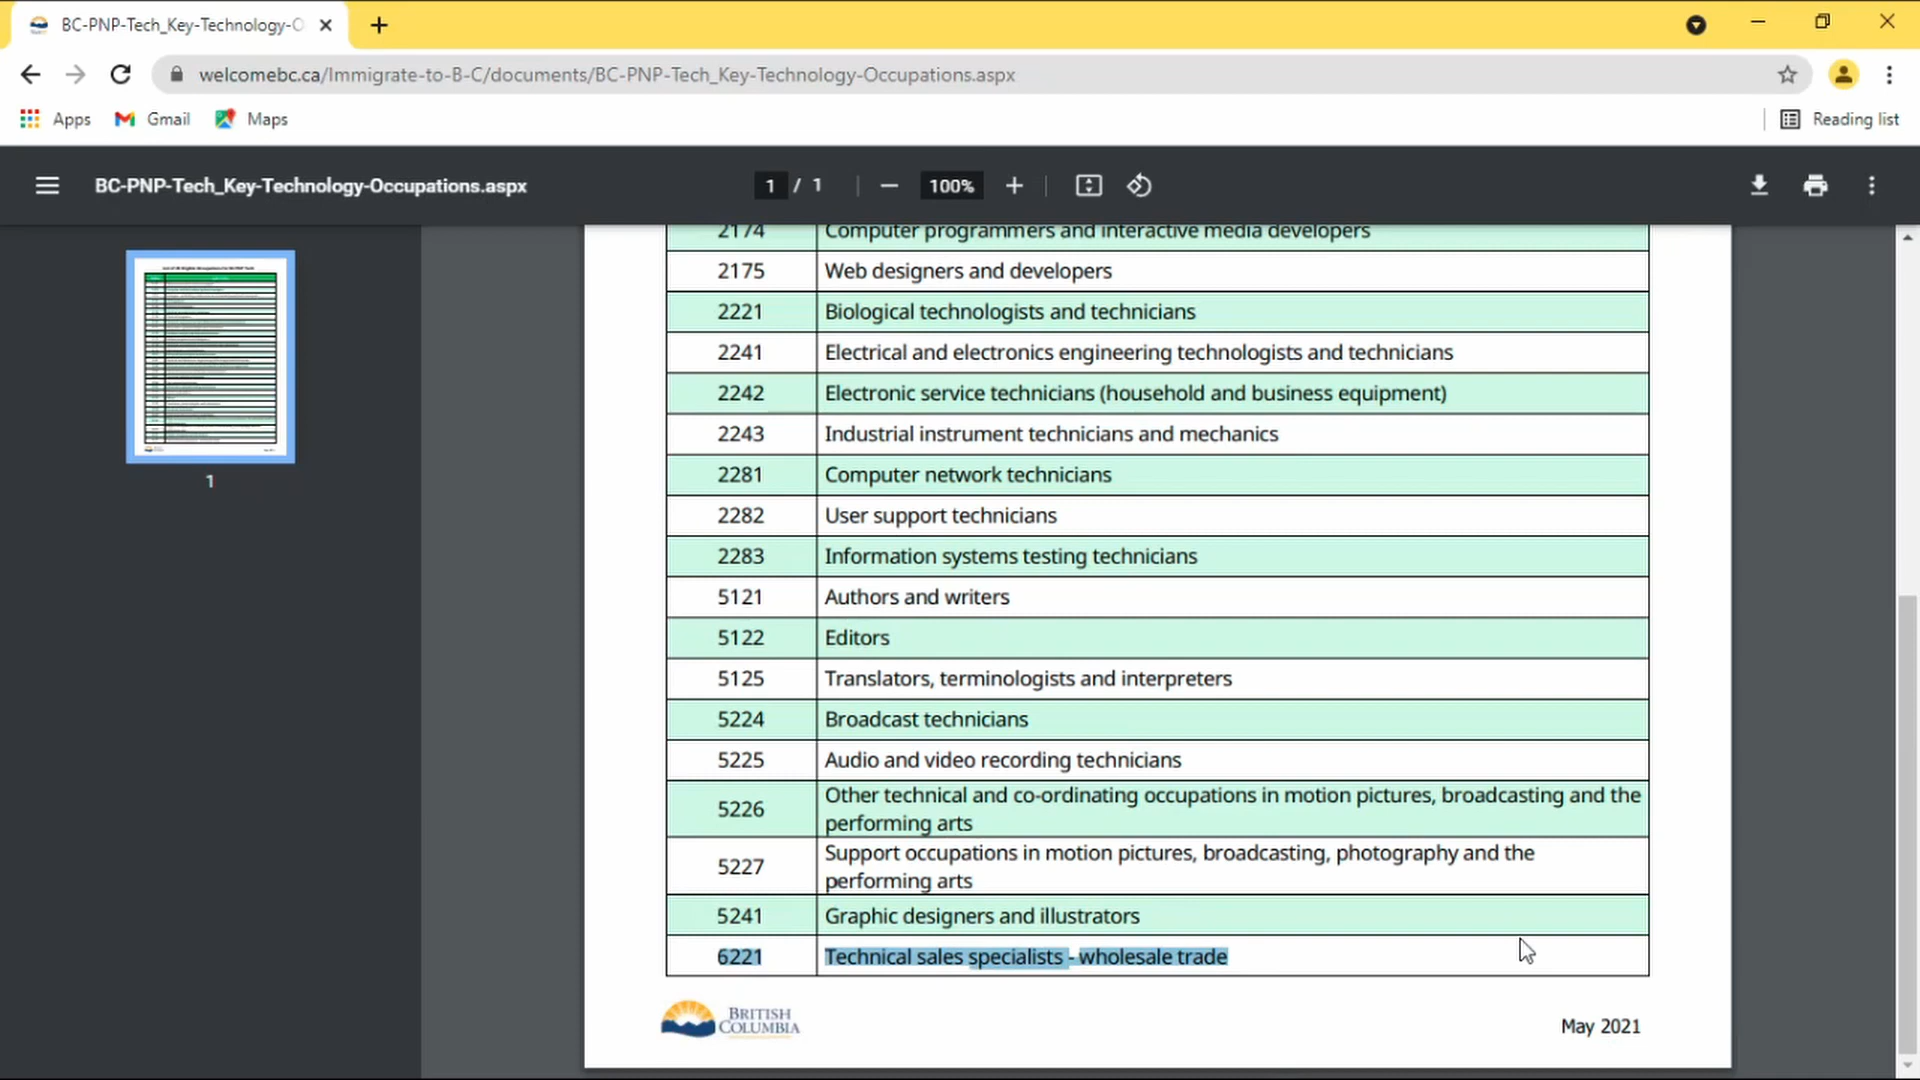 BC-PNP-Tech_Key-Technology-O
welcomebc.ca/Immigrate-to-B-C/documents/BC-PNP-Tech_Key-Technology-Occupations.aspx
Apps Gmail Maps Reading list
BC-PNP-Tech_Key-Technology-Occupations.aspx 1 / 1 100%
2174 Computer programmers and interactive media developers
2175 Web designers and developers
2221 Biological technologists and technicians
2241 Electrical and electronics engineering technologists and technicians
2242 Electronic service technicians (household and business equipment)
2243 Industrial instrument technicians and mechanics
2281 Computer network technicians
2282 User support technicians
2283 Information systems testing technicians
5121 Authors and writers
5122 Editors
5125 Translators, terminologists and interpreters
5224 Broadcast technicians
5225 Audio and video recording technicians
5226 Other technical and co-ordinating occupations in motion pictures, broadcasting and the
performing arts
5227 Support occupations in motion pictures, broadcasting, photography and the
performing arts
5241 Graphic designers and illustrators
6221 Technical sales specialists - wholesale trade
BRITISH
COLUMBIA
May 2021
1